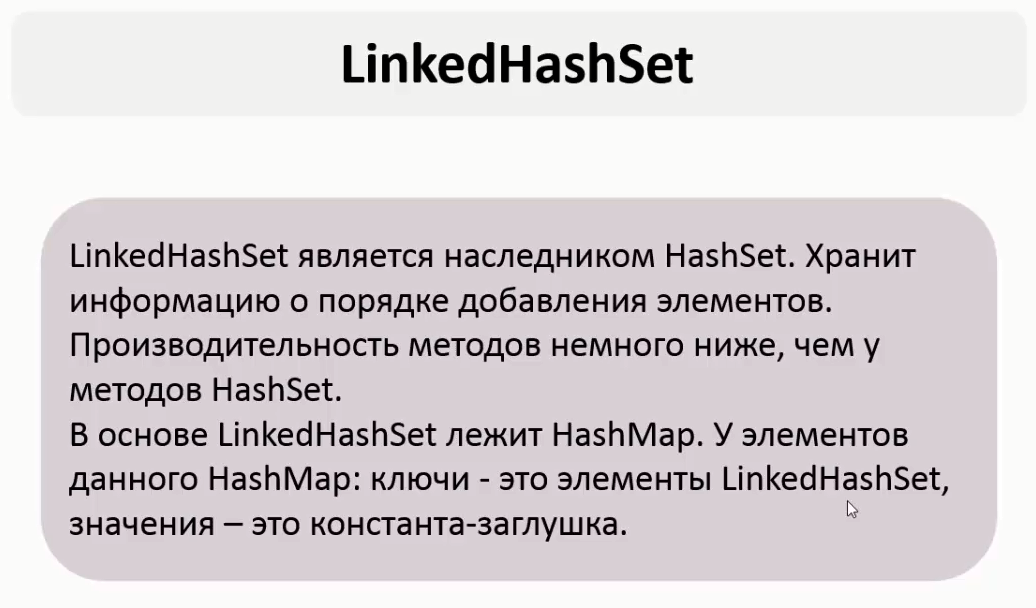 LinkedHashSet
LinkedHashSet является наследником HashSet. Хранит
информацию о порядке добавления элементов.
Производительность методов немного ниже, чем у
методов HashSet.
В основе LinkedHashSet лежит HashMap. У элементов
данного HashMap: ключи - это элементы LinkedHashSet,
значения – это константа-заглушка.